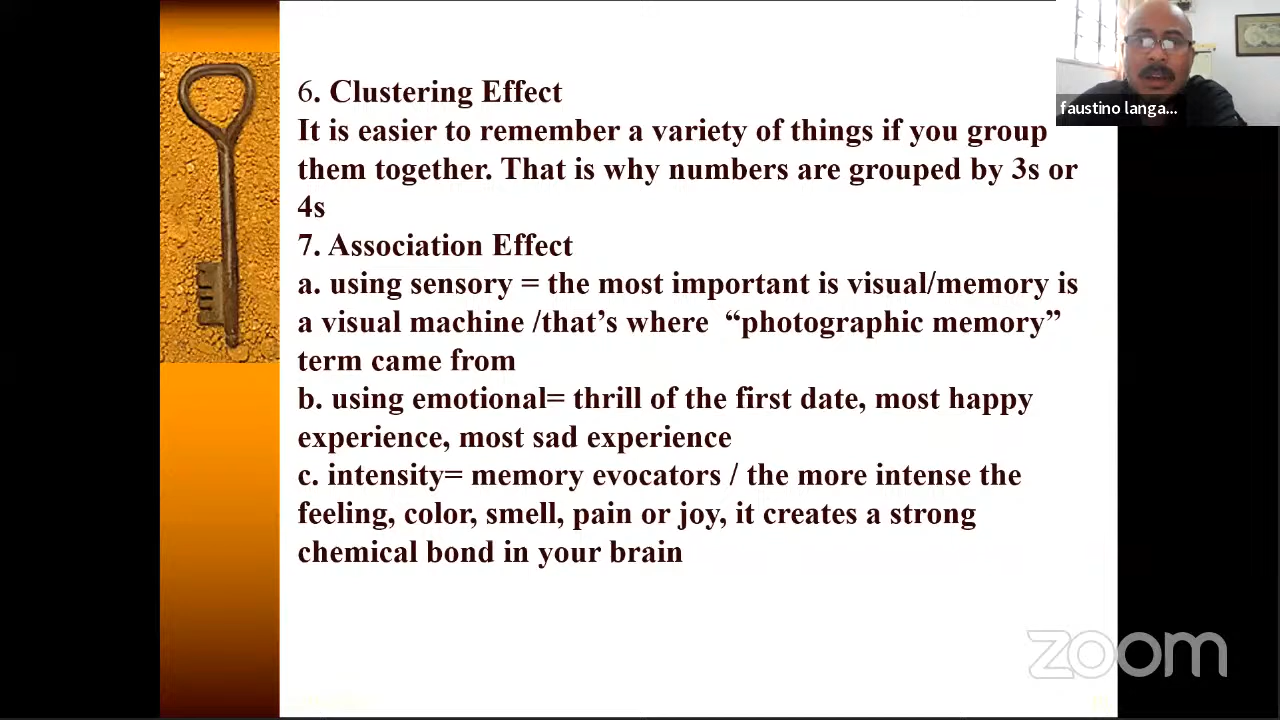 6. Clustering Effect
It is easier to remember a variety of things if you group
them together. That is why numbers are grouped by 3s or
4s
7. Association Effect
a. using sensory = the most important is visual/memory is
a visual machine /that’s where “photographic memory”
term came from
b. using emotional= thrill of the first date, most happy
experience, most sad experience
c. intensity= memory evocators / the more intense the
feeling, color, smell, pain or joy, it creates a strong
chemical bond in your brain
faustino langa...
zoom